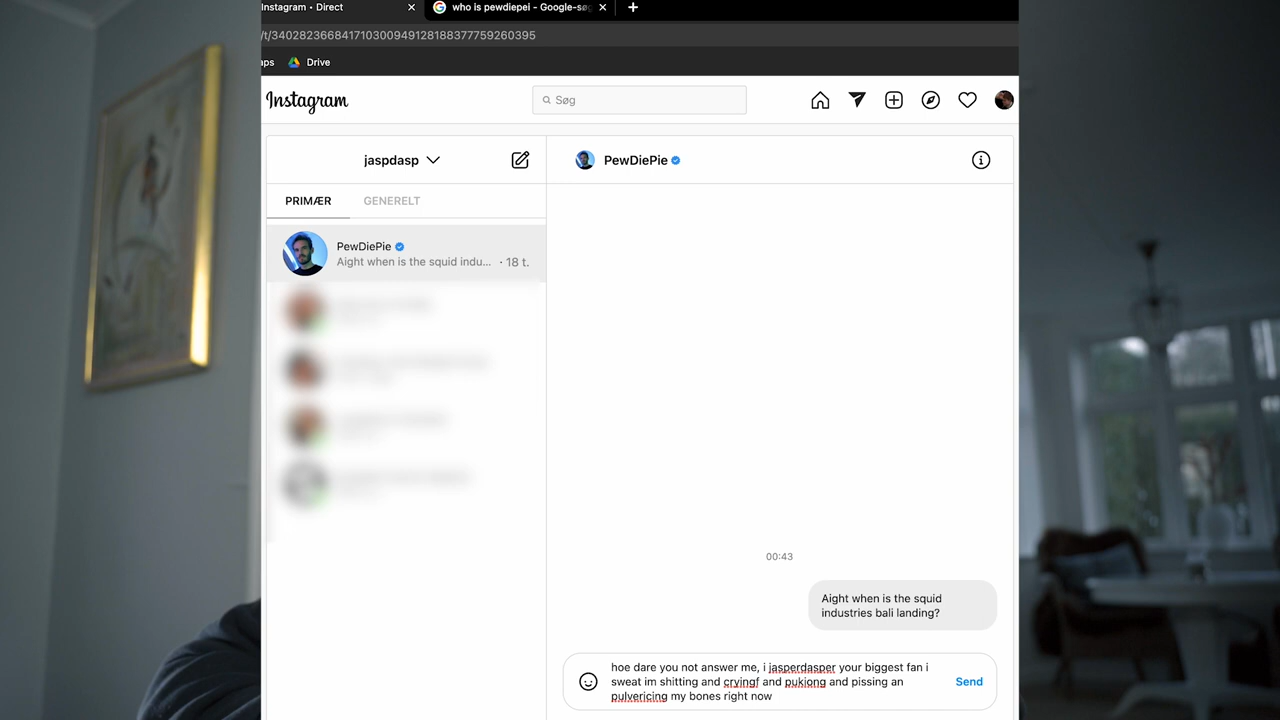 Instagram • Direct
who is pewdiepei - Google-sø
/t/340282366841710300949128188377759260395
aps
Drive
Instagram
Søg
jaspdasp
PewDiePie
PRIMÆR
GENERELT
PewDiePie
Aight when is the squid indu... · 18 t.
00:43
Aight when is the squid
industries bali landing?
hoe dare you not answer me, i jasperdasper your biggest fan i
sweat im shitting and cryingf and pukiong and pissing an
pulvericing my bones right now
Send